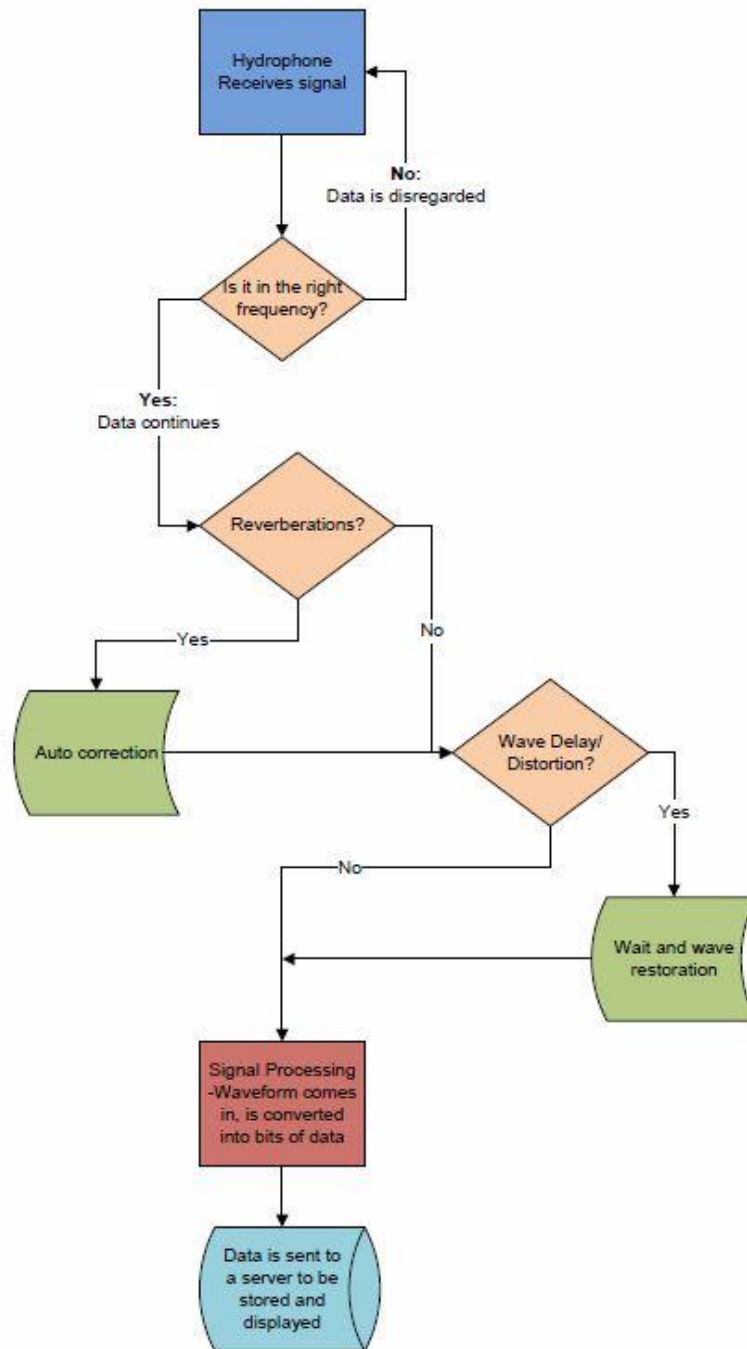 Hydrophone
Receives signal
No:
Data is disregarded
Is it in the right
frequency?
Yes:
Data continues
Reverberations?
Yes
No
Auto correction
Wave Delay/
Distortion?
Yes
No
Wait and wave
restoration
Signal Processing
-Waveform comes
in, is converted
into bits of data
Data is sent to
a server to be
stored and
displayed